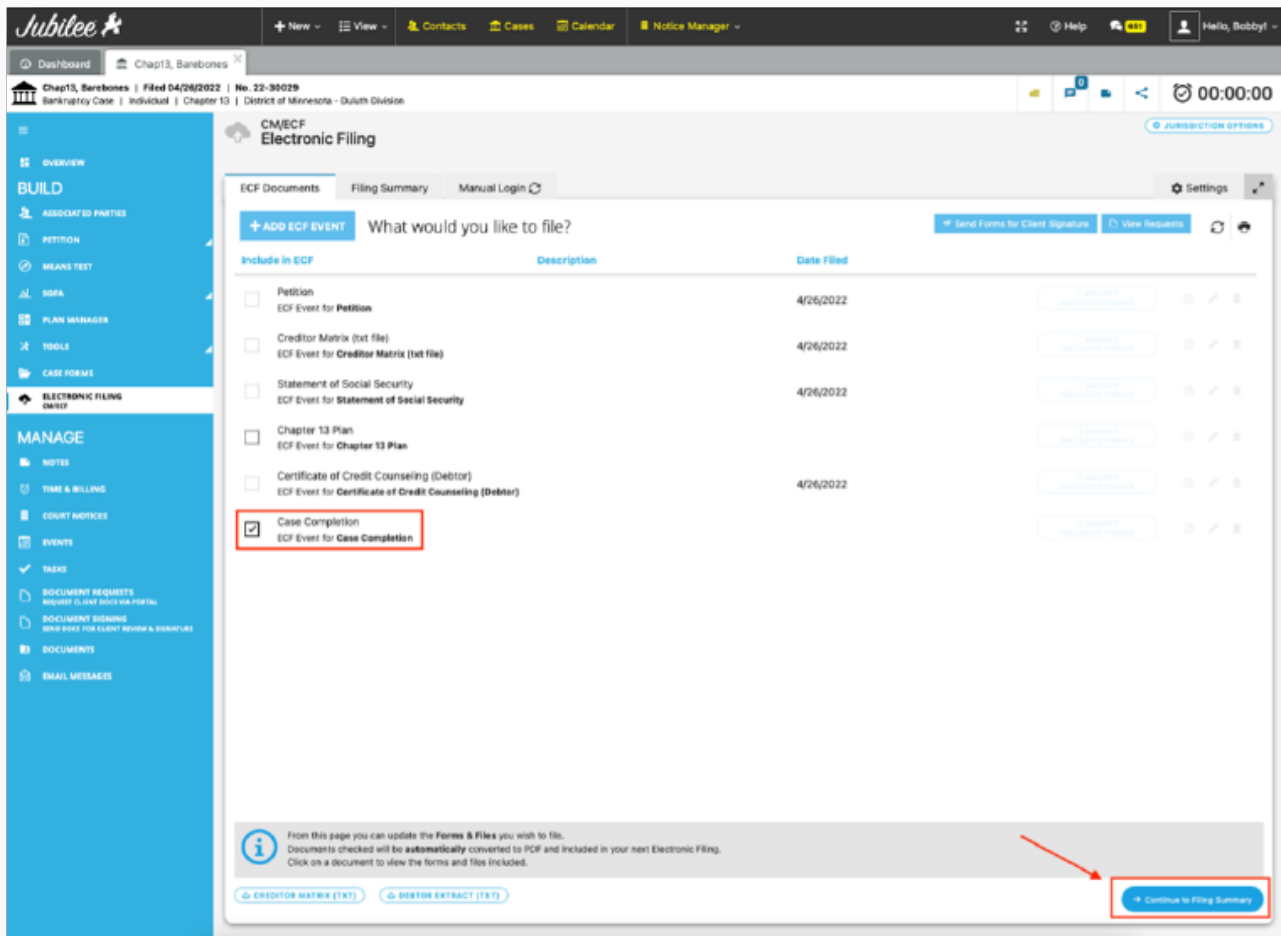 Jubilee
+ New
View
Contacts
Cases
Calendar
Notice Manager
Help
651
Hello, Bobby!
Dashboard
Chap13, Barebones
Chap13, Barebones | Filed 04/26/2022 | No. 22-30029
Bankruptcy Case | Individual | Chapter 13 | District of Minnesota - Duluth Division
0
00:00:00
OVERVIEW
BUILD
ASSOCIATED PARTIES
PETITION
MEANS TEST
SOFA
PLAN MANAGER
TOOLS
CASE FORMS
ELECTRONIC FILING
CM/ECF
MANAGE
NOTES
TIME & BILLING
COURT NOTICES
EVENTS
TASKS
DOCUMENT REQUESTS
REQUEST CLIENT DOCS VIA PORTAL
DOCUMENT SIGNING
SEND DOCS FOR CLIENT REVIEW & SIGNATURE
DOCUMENTS
EMAIL MESSAGES
CM/ECF
Electronic Filing
JURISDICTION OPTIONS
ECF Documents
Filing Summary
Manual Login
Settings
+ ADD ECF EVENT
What would you like to file?
Send Forms for Client Signature
View Requests
Include in ECF Description Date Filed
Petition
ECF Event for Petition
4/26/2022
Creditor Matrix (txt file)
ECF Event for Creditor Matrix (txt file)
4/26/2022
Statement of Social Security
ECF Event for Statement of Social Security
4/26/2022
Chapter 13 Plan
ECF Event for Chapter 13 Plan
Certificate of Credit Counseling (Debtor)
ECF Event for Certificate of Credit Counseling (Debtor)
4/26/2022
Case Completion
ECF Event for Case Completion
From this page you can update the Forms & Files you wish to file.
Documents checked will be automatically converted to PDF and included in your next Electronic Filing.
Click on a document to view the forms and files included.
CREDITOR MATRIX (TXT)
DEBTOR EXTRACT (TXT)
Continue to Filing Summary